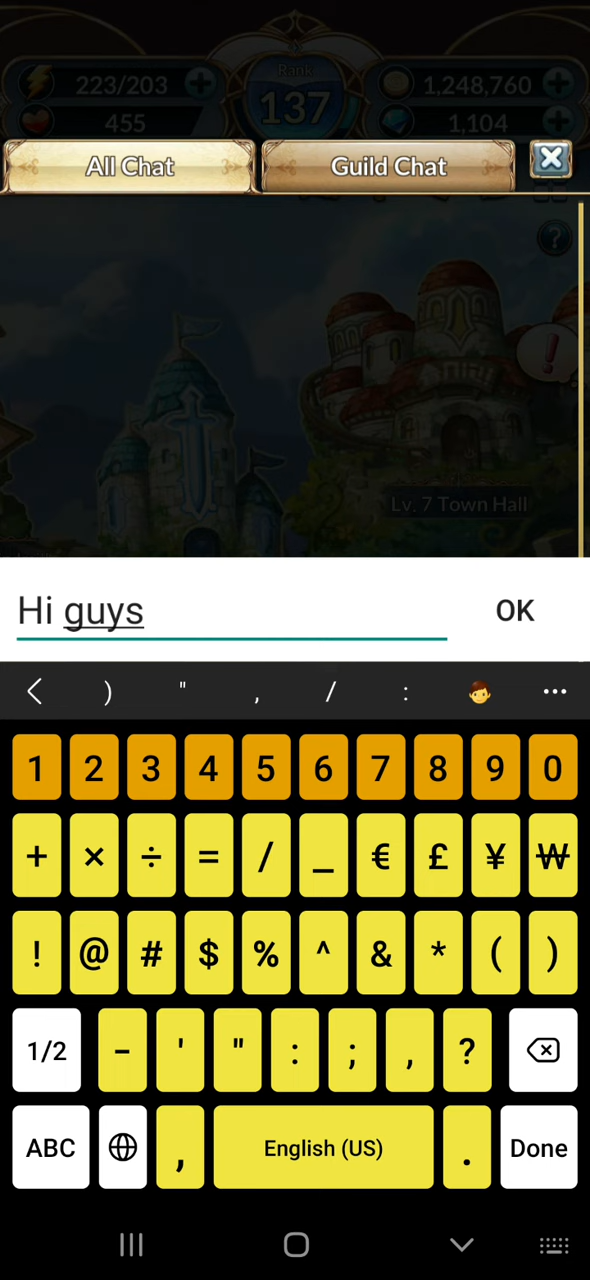 Rank
223/203
137
1,248,760
455
1,104
All Chat
Guild Chat
?
!
Lv. 7 Town Hall
Hi guys
OK
) " , / :
1 2 3 4 5 6 7 8 9 0
+ × ÷ = / _ € £ ¥ ₩
! @ # $ % ^ & * ( )
1/2 - ' " : ; , ?
ABC , English (US) . Done